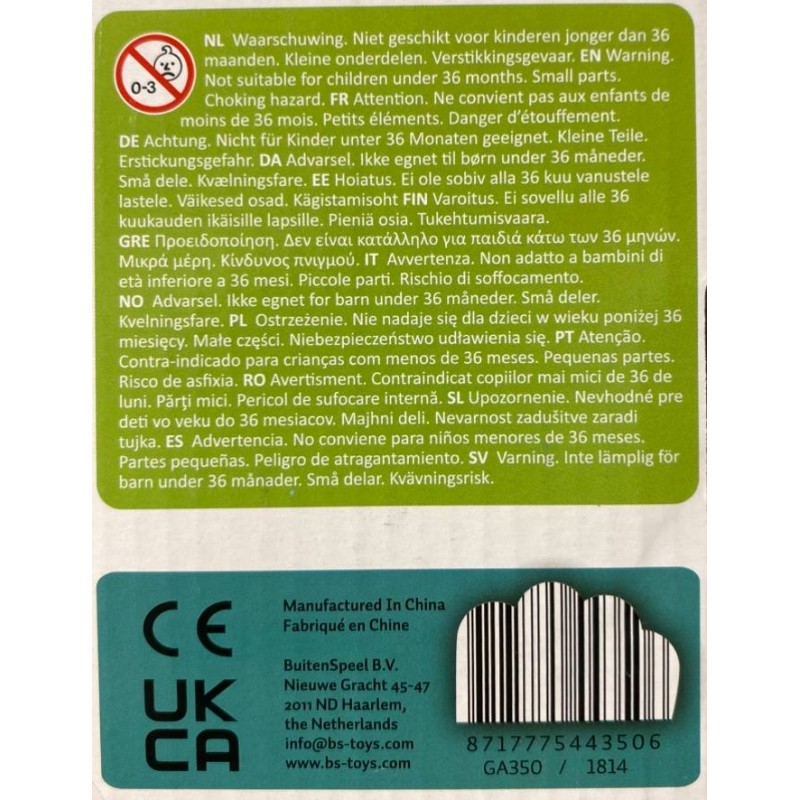 0-3
NL Waarschuwing. Niet geschikt voor kinderen jonger dan 36
maanden. Kleine onderdelen. Verstikkingsgevaar. EN Warning.
Not suitable for children under 36 months. Small parts.
Choking hazard. FR Attention. Ne convient pas aux enfants de
moins de 36 mois. Petits éléments. Danger d'étouffement.
DE Achtung. Nicht für Kinder unter 36 Monaten geeignet. Kleine Teile.
Erstickungsgefahr. DA Advarsel. Ikke egnet til børn under 36 måneder.
Små dele. Kvælningsfare. EE Hoiatus. Ei ole sobiv alla 36 kuu vanustele
lastele. Väikesed osad. Kägistamisoht FIN Varoitus. Ei sovellu alle 36
kuukauden ikäisille lapsille. Pieniä osia. Tukehtumisvaara.
GRE Προειδοποίηση. Δεν είναι κατάλληλο για παιδιά κάτω των 36 μηνών.
Μικρά μέρη. Κίνδυνος πνιγμού. IT Avvertenza. Non adatto a bambini di
età inferiore a 36 mesi. Piccole parti. Rischio di soffocamento.
NO Advarsel. Ikke egnet for barn under 36 måneder. Små deler.
Kvelningsfare. PL Ostrzeżenie. Nie nadaje się dla dzieci w wieku poniżej 36
miesięcy. Małe części. Niebezpieczeństwo udławienia się. PT Atenção.
Contra-indicado para crianças com menos de 36 meses. Pequenas partes.
Risco de asfixia. RO Avertisment. Contraindicat copiilor mai mici de 36 de
luni. Părți mici. Pericol de sufocare internă. SL Upozornenie. Nevhodné pre
deti vo veku do 36 mesiacov. Majhni deli. Nevarnost zadušitve zaradi
tujka. ES Advertencia. No conviene para niños menores de 36 meses.
Partes pequeñas. Peligro de atragantamiento. SV Varning. Inte lämplig för
barn under 36 månader. Små delar. Kvävningsrisk.
CE
UK
CA
Manufactured In China
Fabriqué en Chine
BuitenSpeel B.V.
Nieuwe Gracht 45-47
2011 ND Haarlem,
the Netherlands
info@bs-toys.com
www.bs-toys.com
8717775443506
GA350 / 1814